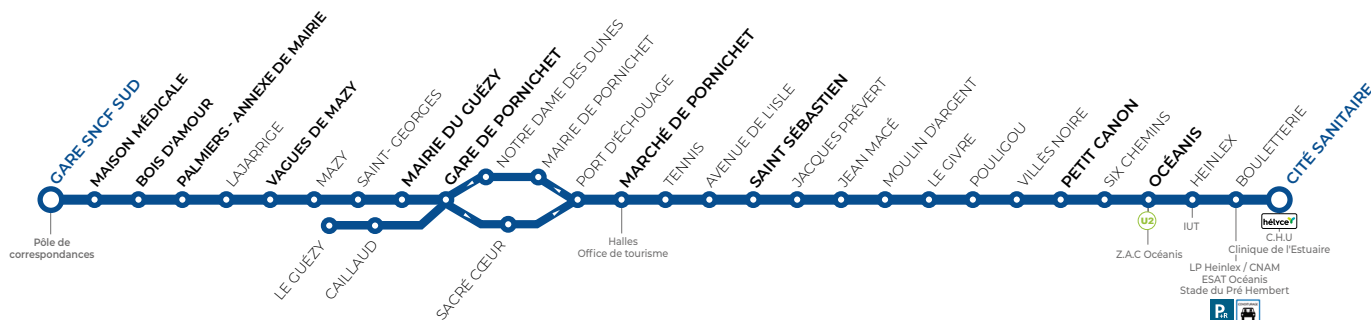 GARE SNCF SUD
MAISON MÉDICALE
BOIS D'AMOUR
PALMIERS - ANNEXE DE MAIRIE
LAJARRIGE
VAGUES DE MAZY
MAZY
SAINT- GEORGES
MAIRIE DU GUÉZY
GARE DE PORNICHET
NOTRE DAME DES DUNES
MAIRIE DE PORNICHET
PORT D'ÉCHOUAGE
MARCHÉ DE PORNICHET
TENNIS
AVENUE DE L'ISLE
SAINT SÉBASTIEN
JACQUES PRÉVERT
JEAN MACÉ
MOULIN D'ARGENT
LE GIVRE
POULIGOU
VILLÈS NOIRE
PETIT CANON
SIX CHEMINS
OCÉANIS
HEINLEX
BOULETTERIE
CITÉ SANITAIRE
LE GUÉZY
CAILLAUD
SACRÉ CŒUR
Pôle de
correspondances
Halles
Office de tourisme
U2
Z.A.C Océanis
IUT
hélyce
C.H.U
Clinique de l'Estuaire
LP Heinlex / CNAM
ESAT Océanis
Stade du Pré Hembert
P+R